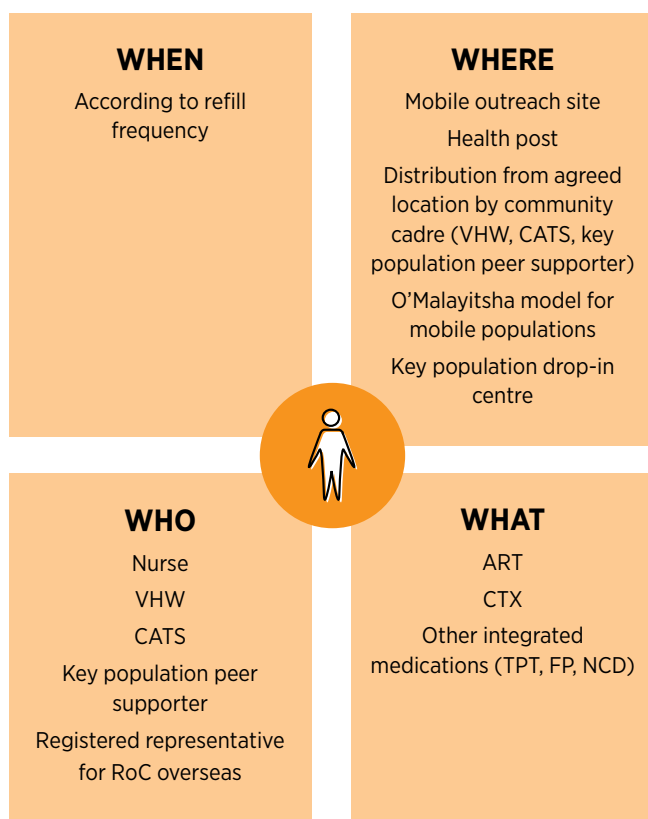 WHEN
According to refill
frequency
WHERE
Mobile outreach site
Health post
Distribution from agreed
location by community
cadre (VHW, CATS, key
population peer supporter)
O’Malayitsha model for
mobile populations
Key population drop-in
centre
WHO
Nurse
VHW
CATS
Key population peer
supporter
Registered representative
for RoC overseas
WHAT
ART
CTX
Other integrated
medications (TPT, FP, NCD)